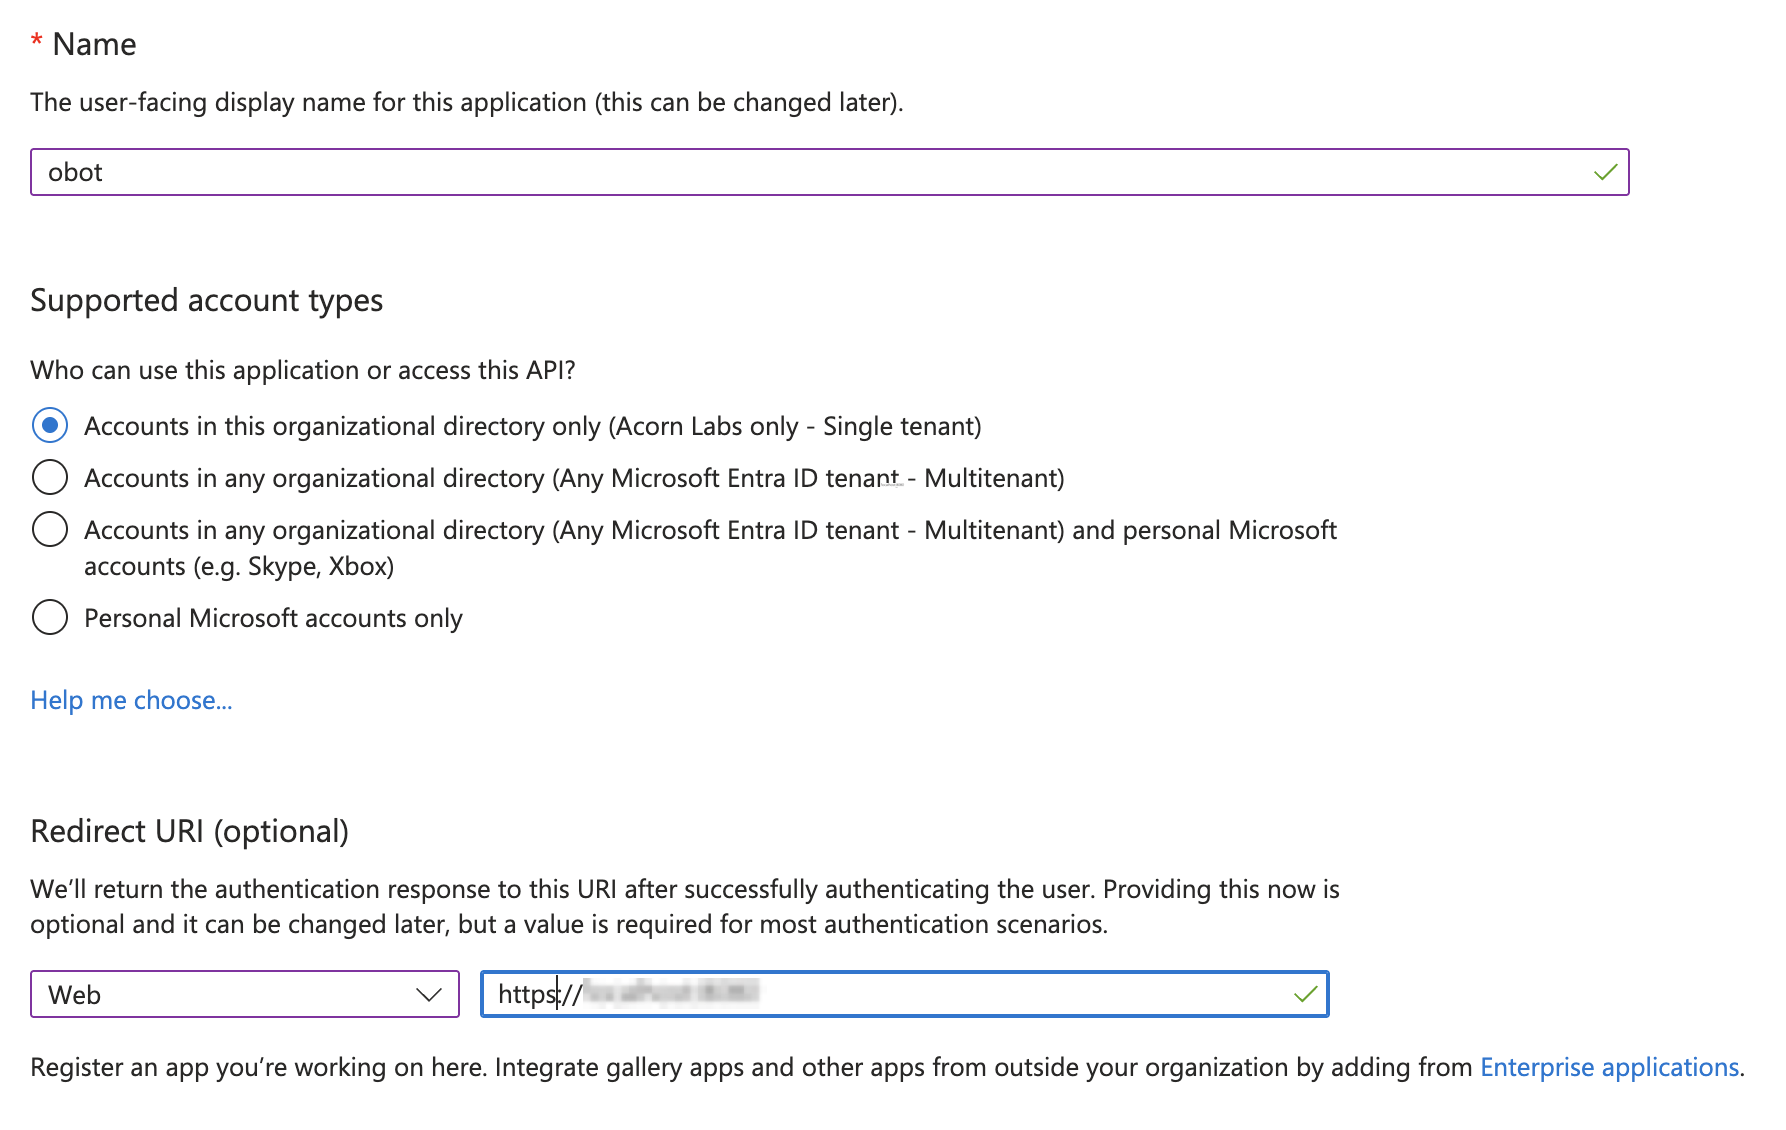 * Name
The user-facing display name for this application (this can be changed later).
obot
Supported account types
Who can use this application or access this API?
Accounts in this organizational directory only (Acorn Labs only - Single tenant)
Accounts in any organizational directory (Any Microsoft Entra ID tenant - Multitenant)
Accounts in any organizational directory (Any Microsoft Entra ID tenant - Multitenant) and personal Microsoft
accounts (e.g. Skype, Xbox)
Personal Microsoft accounts only
Help me choose...
Redirect URI (optional)
We’ll return the authentication response to this URI after successfully authenticating the user. Providing this now is
optional and it can be changed later, but a value is required for most authentication scenarios.
Web
https://
Register an app you’re working on here. Integrate gallery apps and other apps from outside your organization by adding from Enterprise applications.